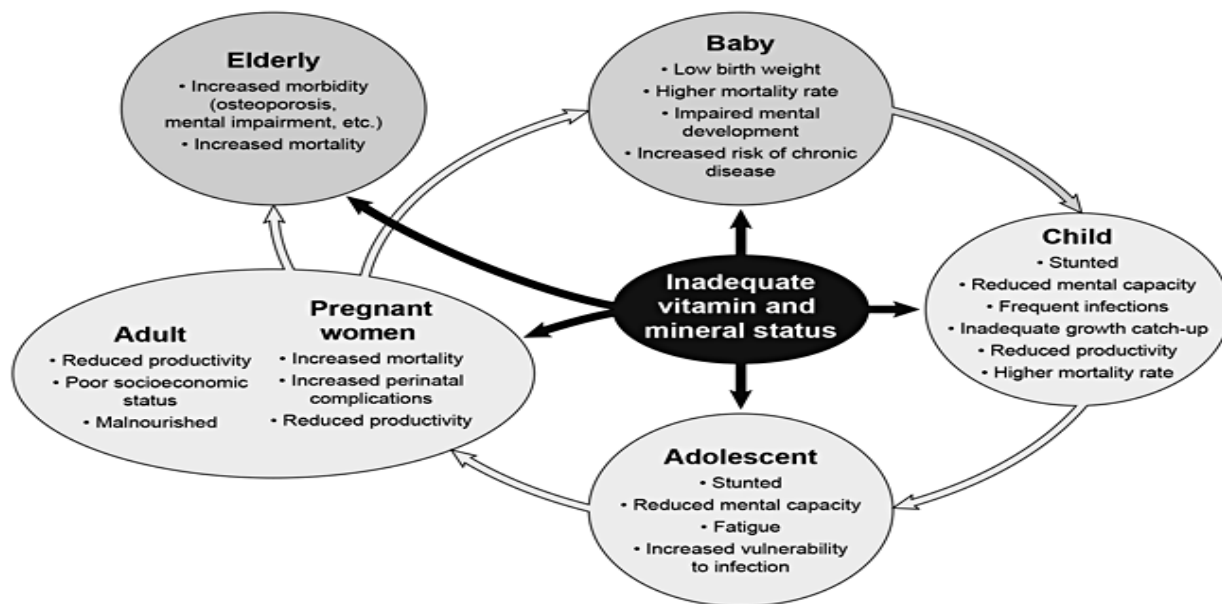 Elderly
• Increased morbidity
(osteoporosis,
mental impairment, etc.)
• Increased mortality
Baby
• Low birth weight
• Higher mortality rate
• Impaired mental
development
• Increased risk of chronic
disease
Inadequate
vitamin and
mineral status
Child
• Stunted
• Reduced mental capacity
• Frequent infections
• Inadequate growth catch-up
• Reduced productivity
• Higher mortality rate
Adult
• Reduced productivity
• Poor socioeconomic
status
• Malnourished
Pregnant
women
• Increased mortality
• Increased perinatal
complications
• Reduced productivity
Adolescent
• Stunted
• Reduced mental capacity
• Fatigue
• Increased vulnerability
to infection